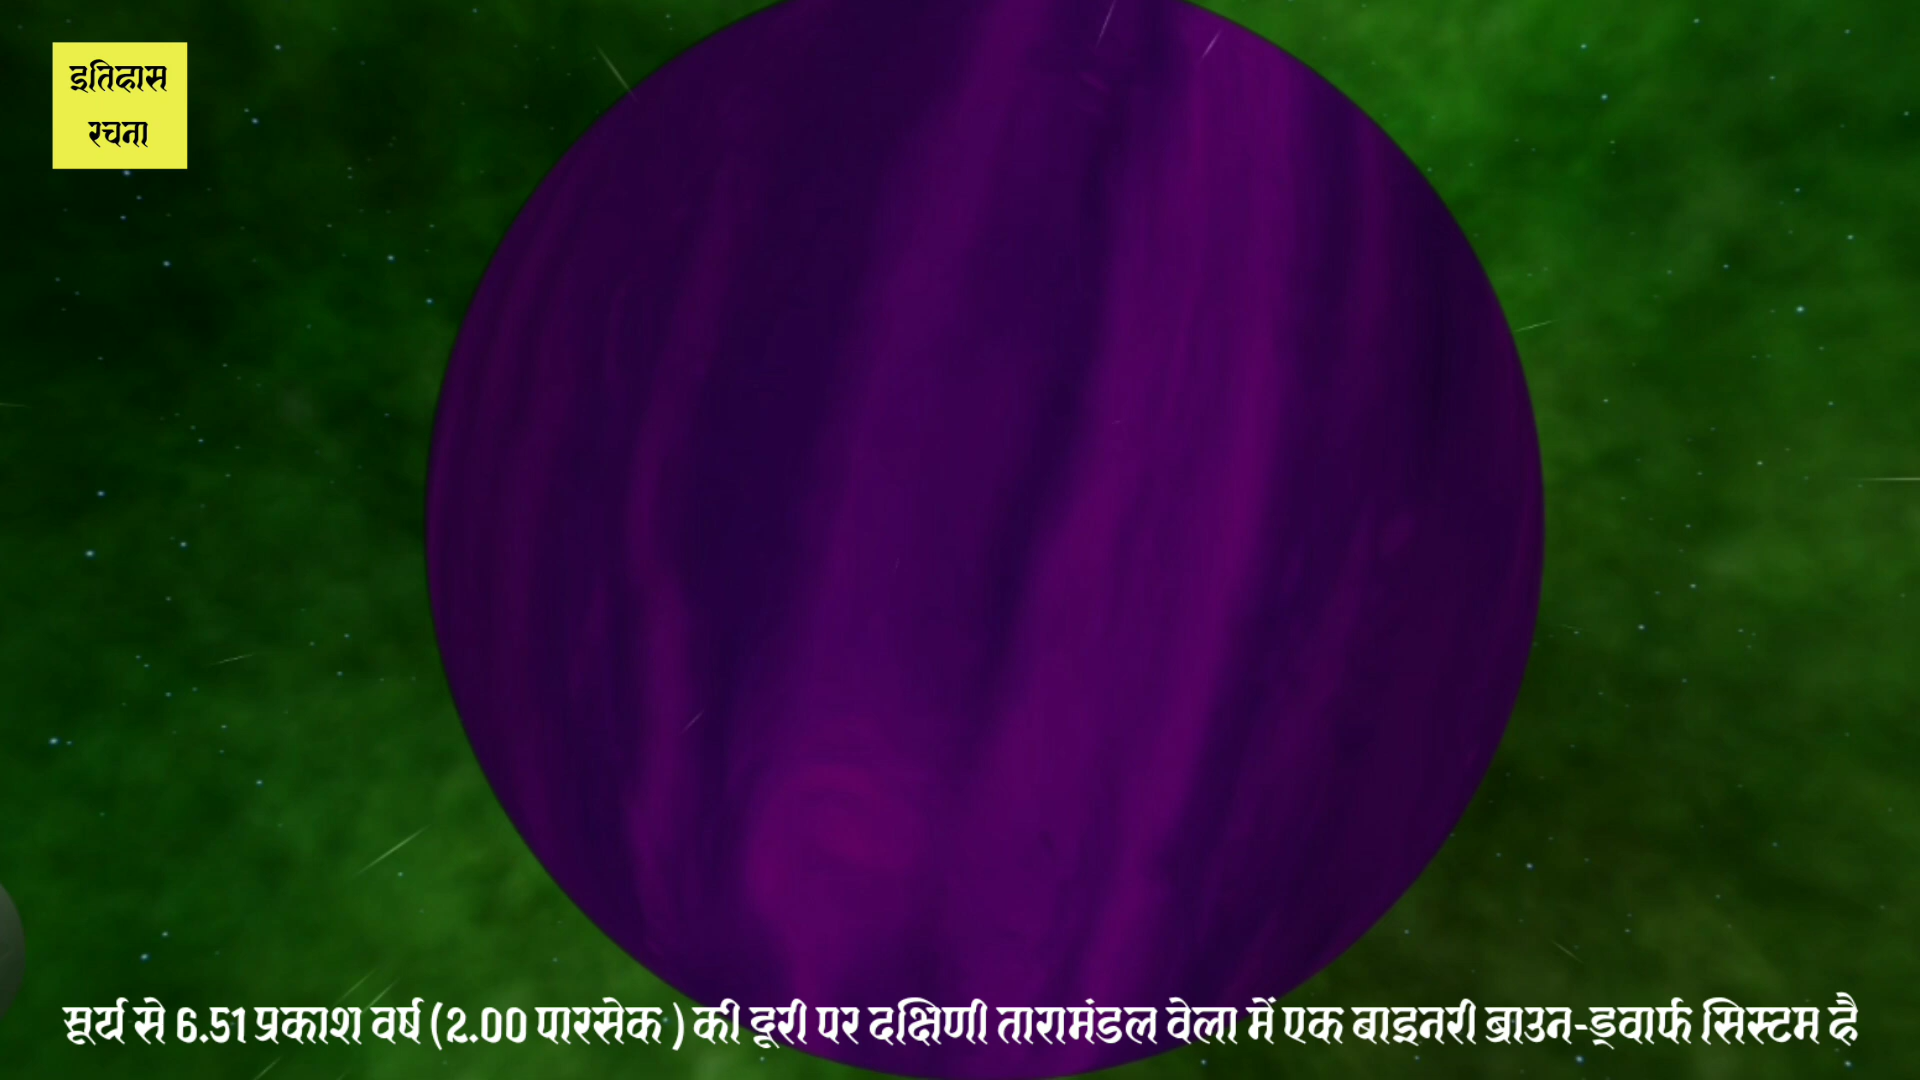 इतिहास
रचना
सूर्य से 6.51 प्रकाश वर्ष (2.00 पारसेक ) की दूरी पर दक्षिणी तारामंडल वेला में एक बाइनरी ब्राउन-ड्वार्फ सिस्टम है